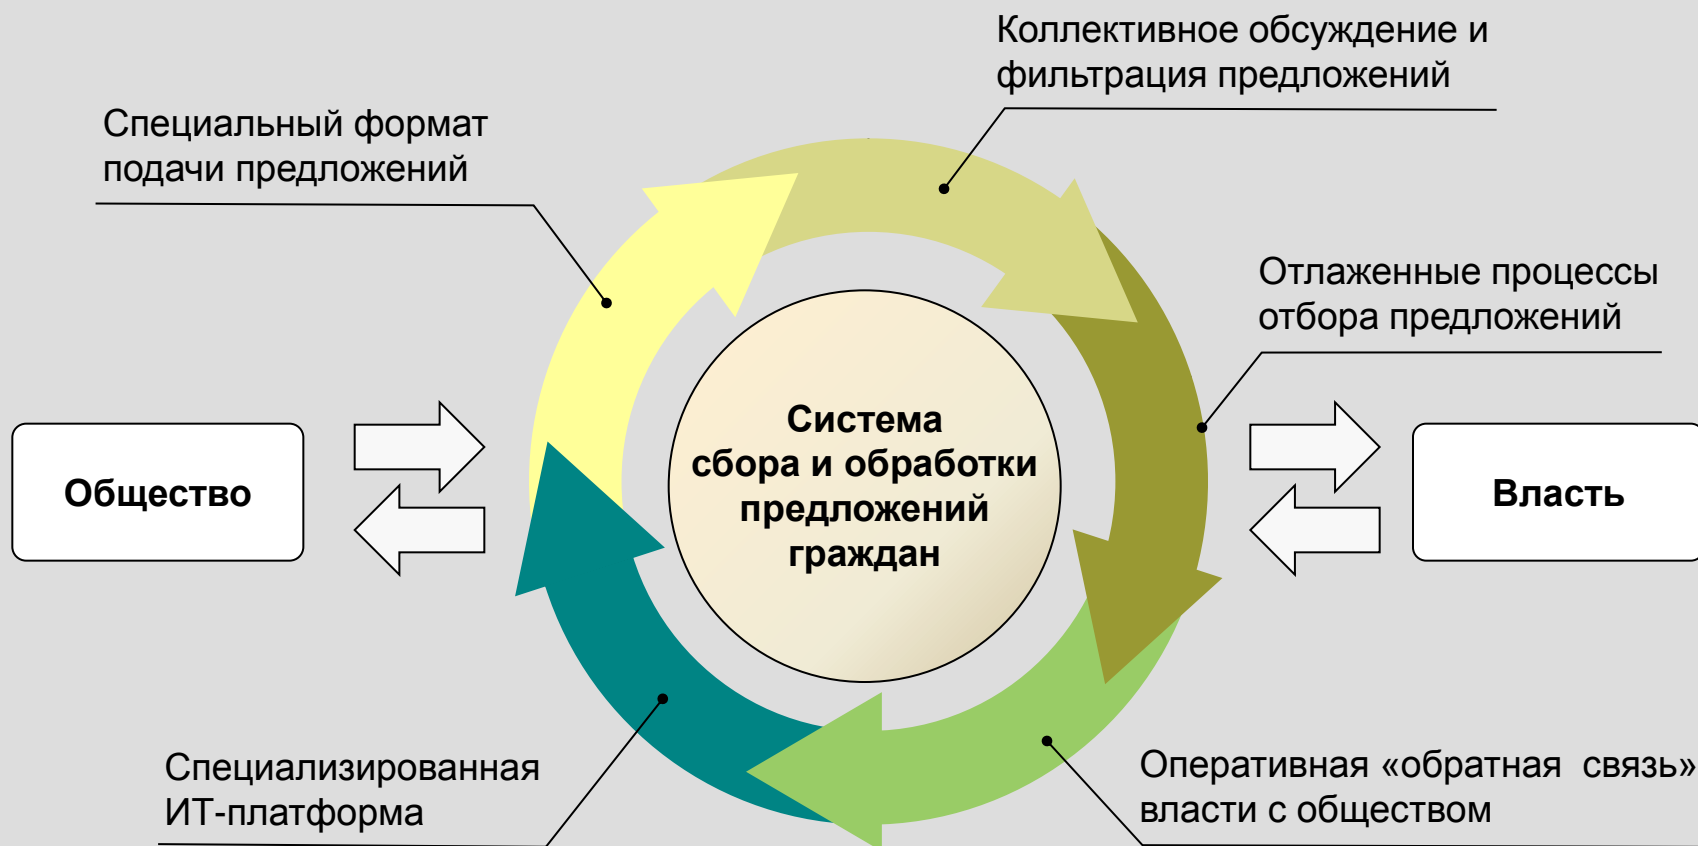 Коллективное обсуждение и
фильтрация предложений
Специальный формат
подачи предложений
Отлаженные процессы
отбора предложений
Система
сбора и обработки
предложений
граждан
Общество
Власть
Специализированная
ИТ-платформа
Оперативная «обратная связь»
власти с обществом